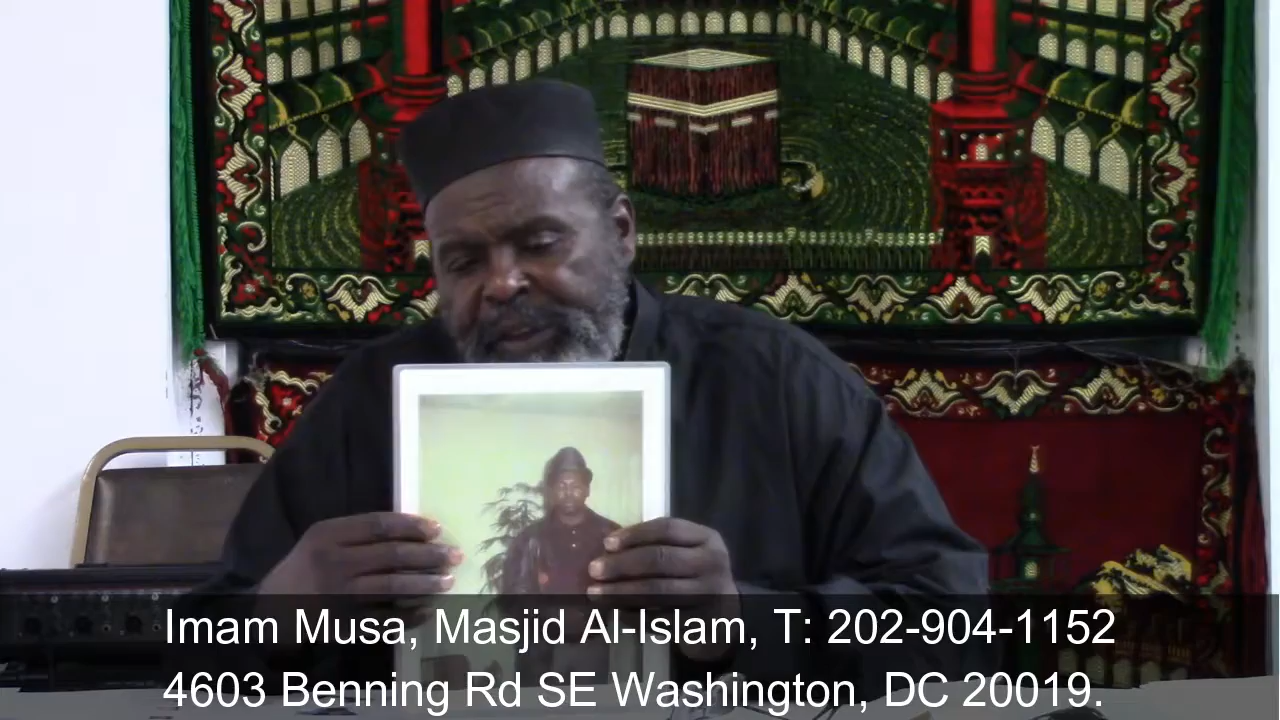 Imam Musa, Masjid Al-Islam, T: 202-904-1152
4603 Benning Rd SE Washington, DC 20019.